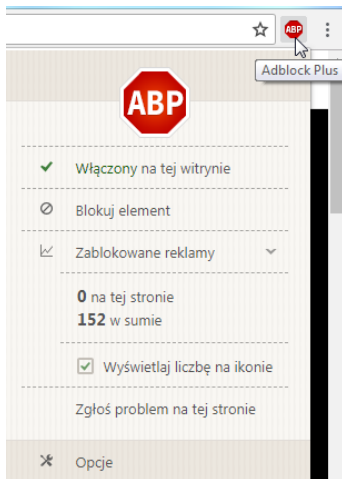 ABP
Adblock Plus
ABP
Włączony na tej witrynie
Blokuj element
Zablokowane reklamy
0 na tej stronie
152 w sumie
Wyświetlaj liczbę na ikonie
Zgłoś problem na tej stronie
Opcje